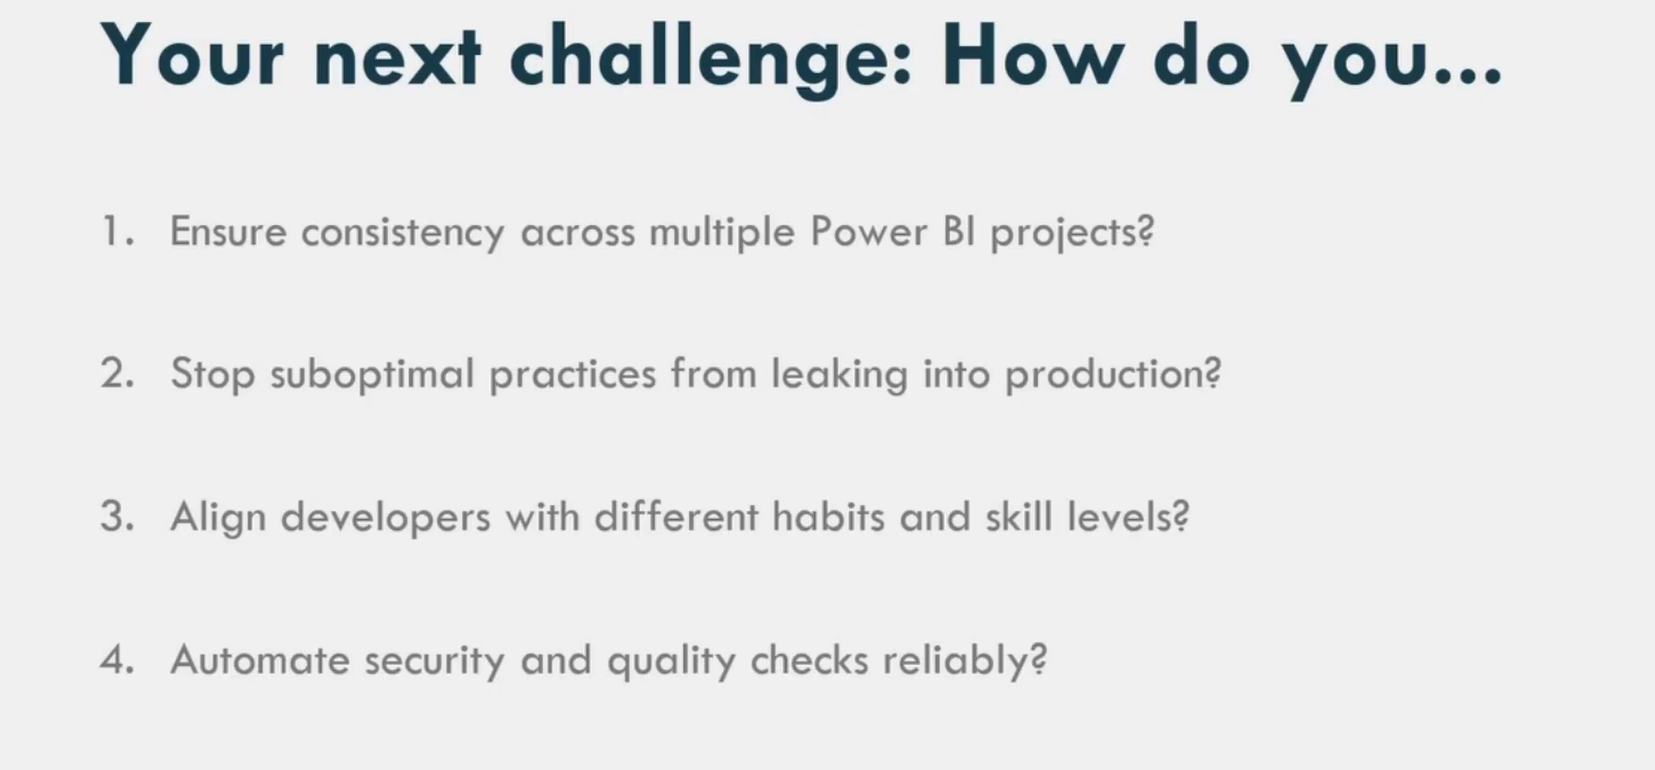 Your next challenge: How do you...
1. Ensure consistency across multiple Power BI projects?
2. Stop suboptimal practices from leaking into production?
3. Align developers with different habits and skill levels?
4. Automate security and quality checks reliably?